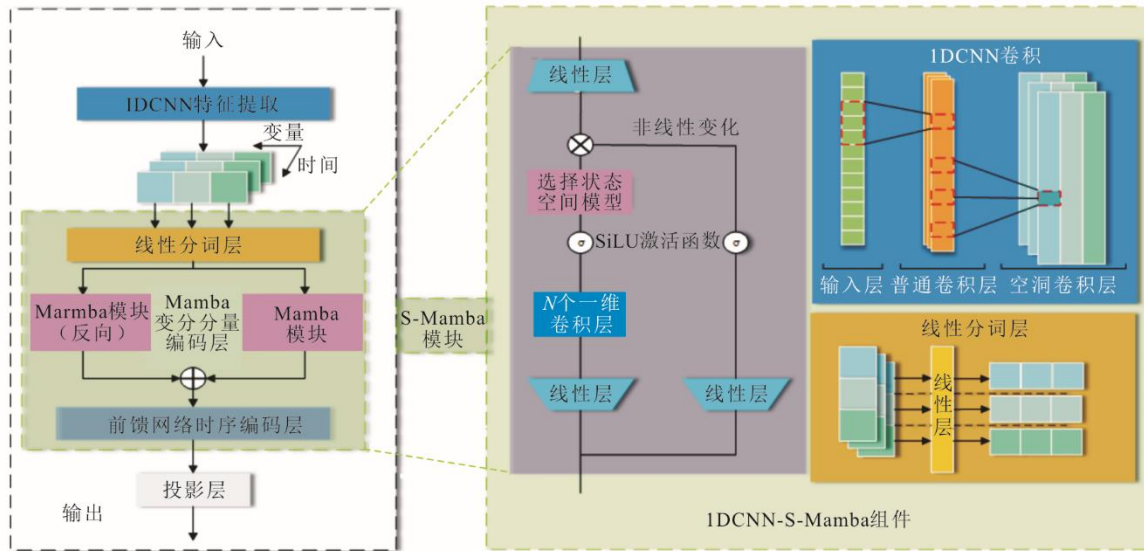 输入
IDCNN特征提取
变量
时间
线性分词层
Marmba模块
（反向）
Mamba
变分分量
编码层
Mamba
模块
前馈网络时序编码层
投影层
输出
S-Mamba
模块
线性层
非线性变化
选择状态
空间模型
σ
SiLU激活函数
σ
N个一维
卷积层
线性层
线性层
1DCNN卷积
输入层
普通卷积层
空洞卷积层
线性分词层
线性层
1DCNN-S-Mamba组件